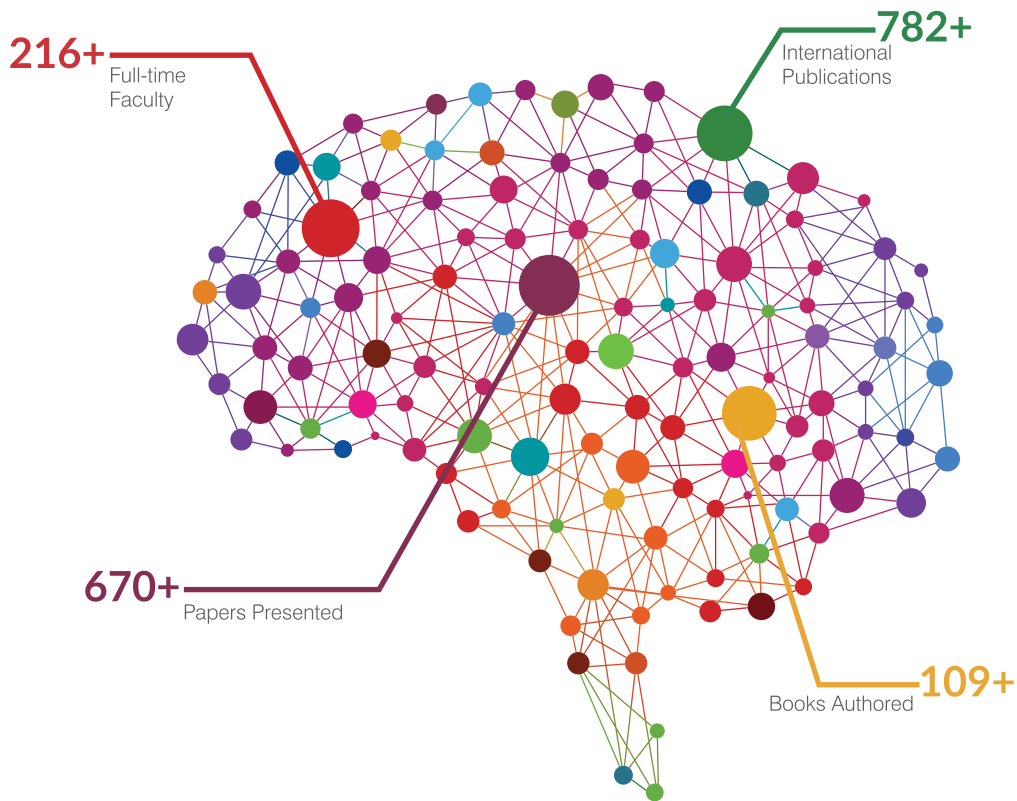 216+
Full-time
Faculty
782+
International
Publications
670+
Papers Presented
109+
Books Authored